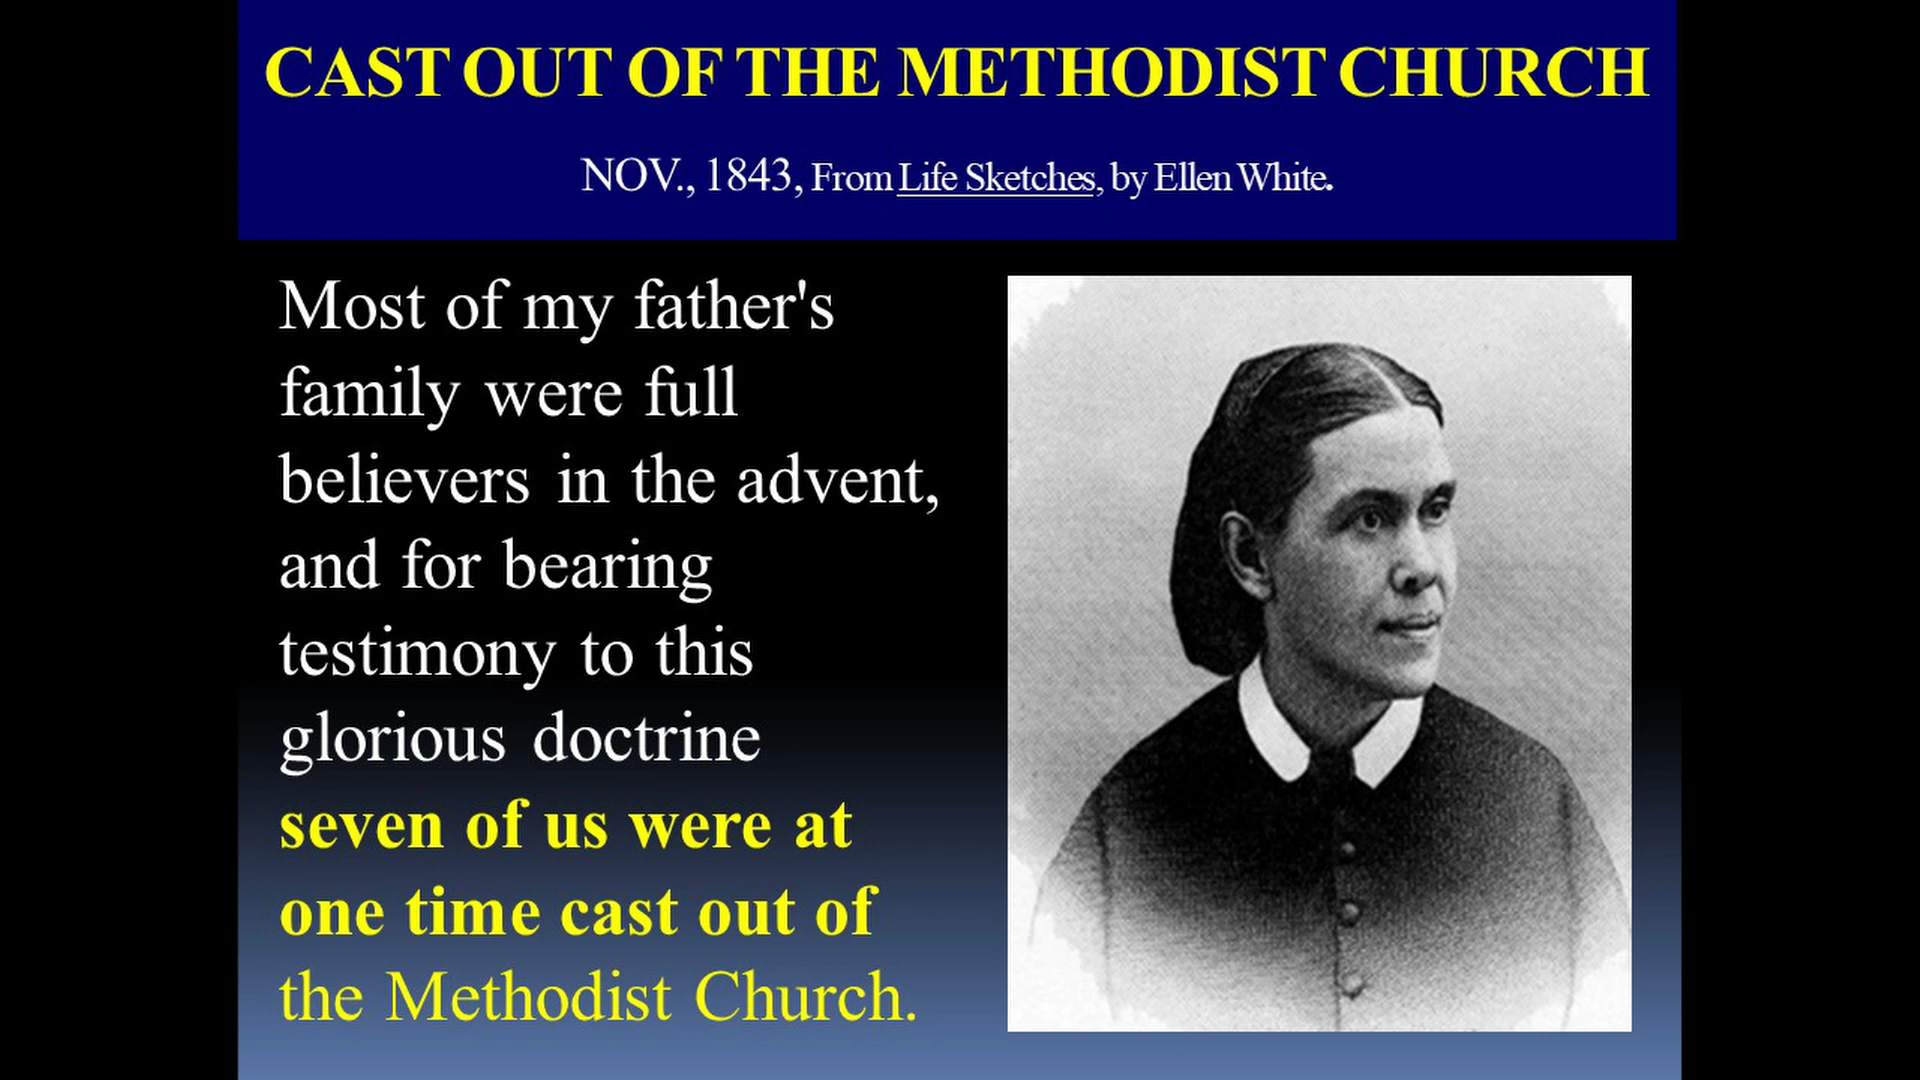 CAST OUT OF THE METHODIST CHURCH
NOV., 1843, From Life Sketches, by Ellen White.
Most of my father's
family were full
believers in the advent,
and for bearing
testimony to this
glorious doctrine
seven of us were at
one time cast out of
the Methodist Church.